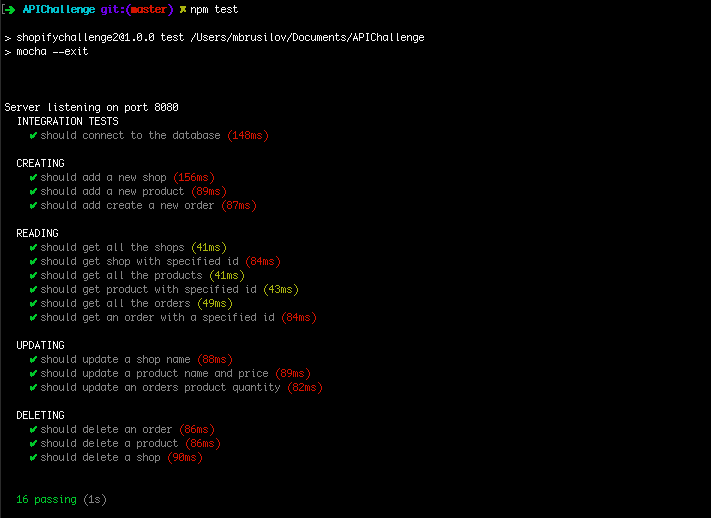 [➜ APIChallenge git:(master) ✗ npm test
> shopifychallenge2@1.0.0 test /Users/mbrusilov/Documents/APIChallenge
> mocha --exit
Server listening on port 8080
INTEGRATION TESTS
✔ should connect to the database (148ms)
CREATING
✔ should add a new shop (156ms)
✔ should add a new product (89ms)
✔ should add create a new order (87ms)
READING
✔ should get all the shops (41ms)
✔ should get shop with specified id (84ms)
✔ should get all the products (41ms)
✔ should get product with specified id (43ms)
✔ should get all the orders (49ms)
✔ should get an order with a specified id (84ms)
UPDATING
✔ should update a shop name (88ms)
✔ should update a product name and price (89ms)
✔ should update an orders product quantity (82ms)
DELETING
✔ should delete an order (86ms)
✔ should delete a product (86ms)
✔ should delete a shop (90ms)
16 passing (1s)